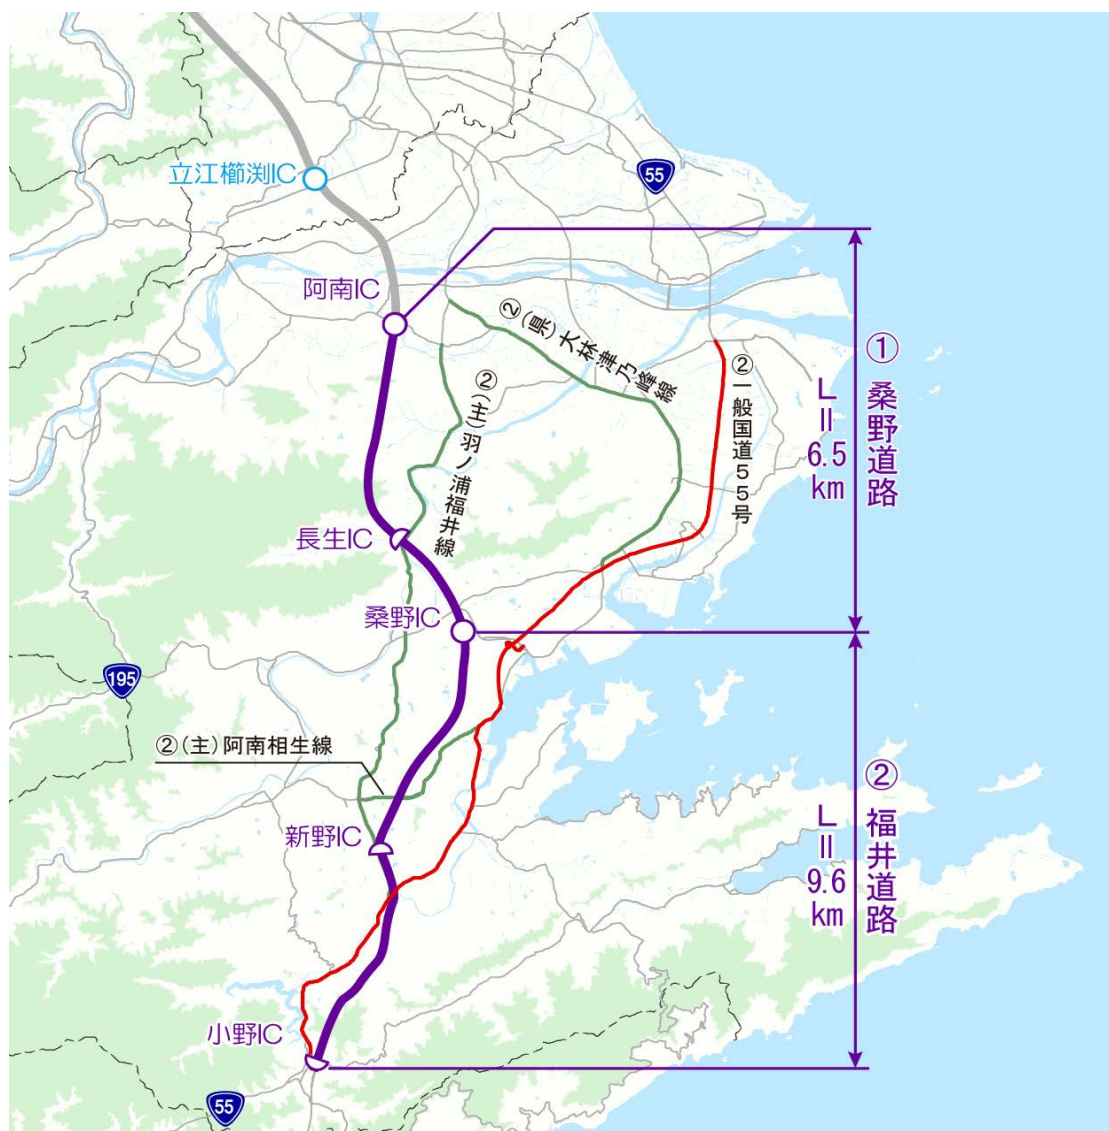 立江櫛渕IC
55
阿南IC
②(県)大林津乃峰線
②(主)羽ノ浦福井線
②一般国道55号
① 桑野道路
L=6.5km
長生IC
桑野IC
195
②(主)阿南相生線
新野IC
② 福井道路
L=9.6km
小野IC
55